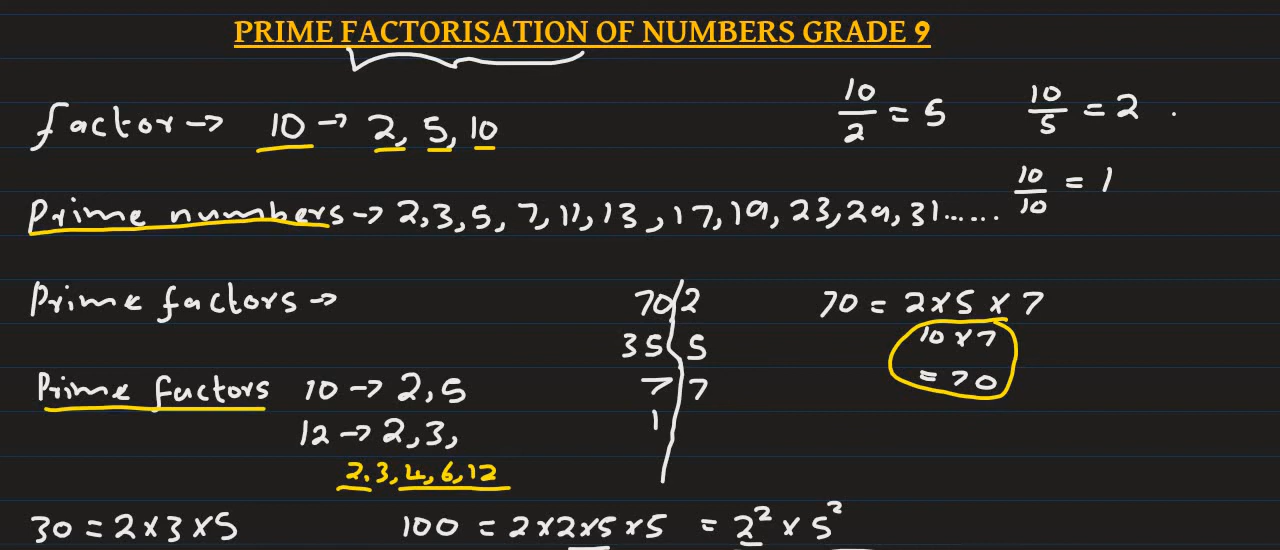 PRIME FACTORISATION OF NUMBERS GRADE 9
factor → 10 → 2, 5, 10
10/2 = 5 10/5 = 2 .
10/10 = 1
Prime numbers → 2,3,5, 7,11,13 ,17,19,23,29,31......
Prime factors →
70 2
35 5
7 7
1
70 = 2×5 × 7
10 × 7
= 70
Prime factors 10 → 2,5
12 → 2,3,
2,3,4,6,12
30 = 2×3×5
100 = 2×2×5×5 = 2² × 5²